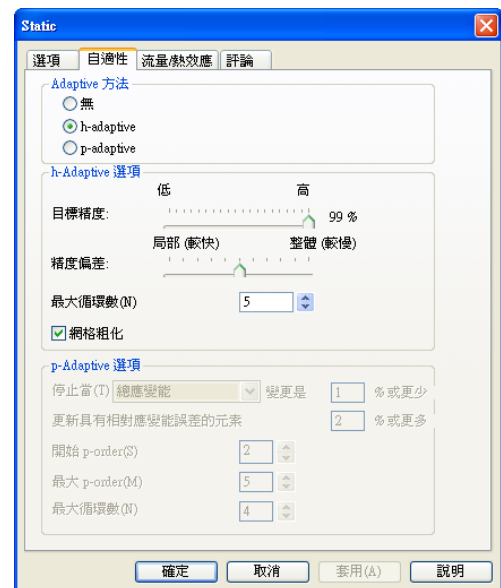 Static
選項 自適性 流量/熱效應 評論
Adaptive 方法
無
h-adaptive
p-adaptive
h-Adaptive 選項
低 高
目標精度: 99 %
局部 (較快) 整體 (較慢)
精度偏差:
最大循環數(N) 5
網格粗化
p-Adaptive 選項
停止當(T) 總應變能 變更是 1 %或更少
更新具有相對應變能誤差的元素 2 %或更多
開始 p-order(S) 2
最大 p-order(M) 5
最大循環數(N) 4
確定 取消 套用(A) 說明